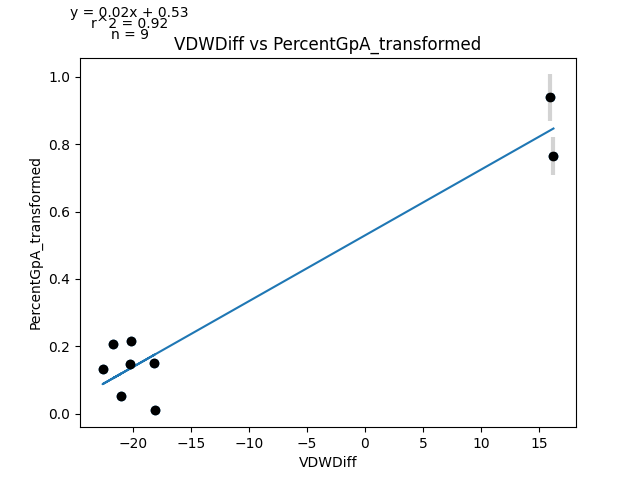 y = 0.02x + 0.53
r^2 = 0.92
n = 9
VDWDiff vs PercentGpA_transformed
1.0
0.8
0.6
0.4
0.2
0.0
PercentGpA_transformed
−20
−15
−10
−5
0
5
10
15
VDWDiff